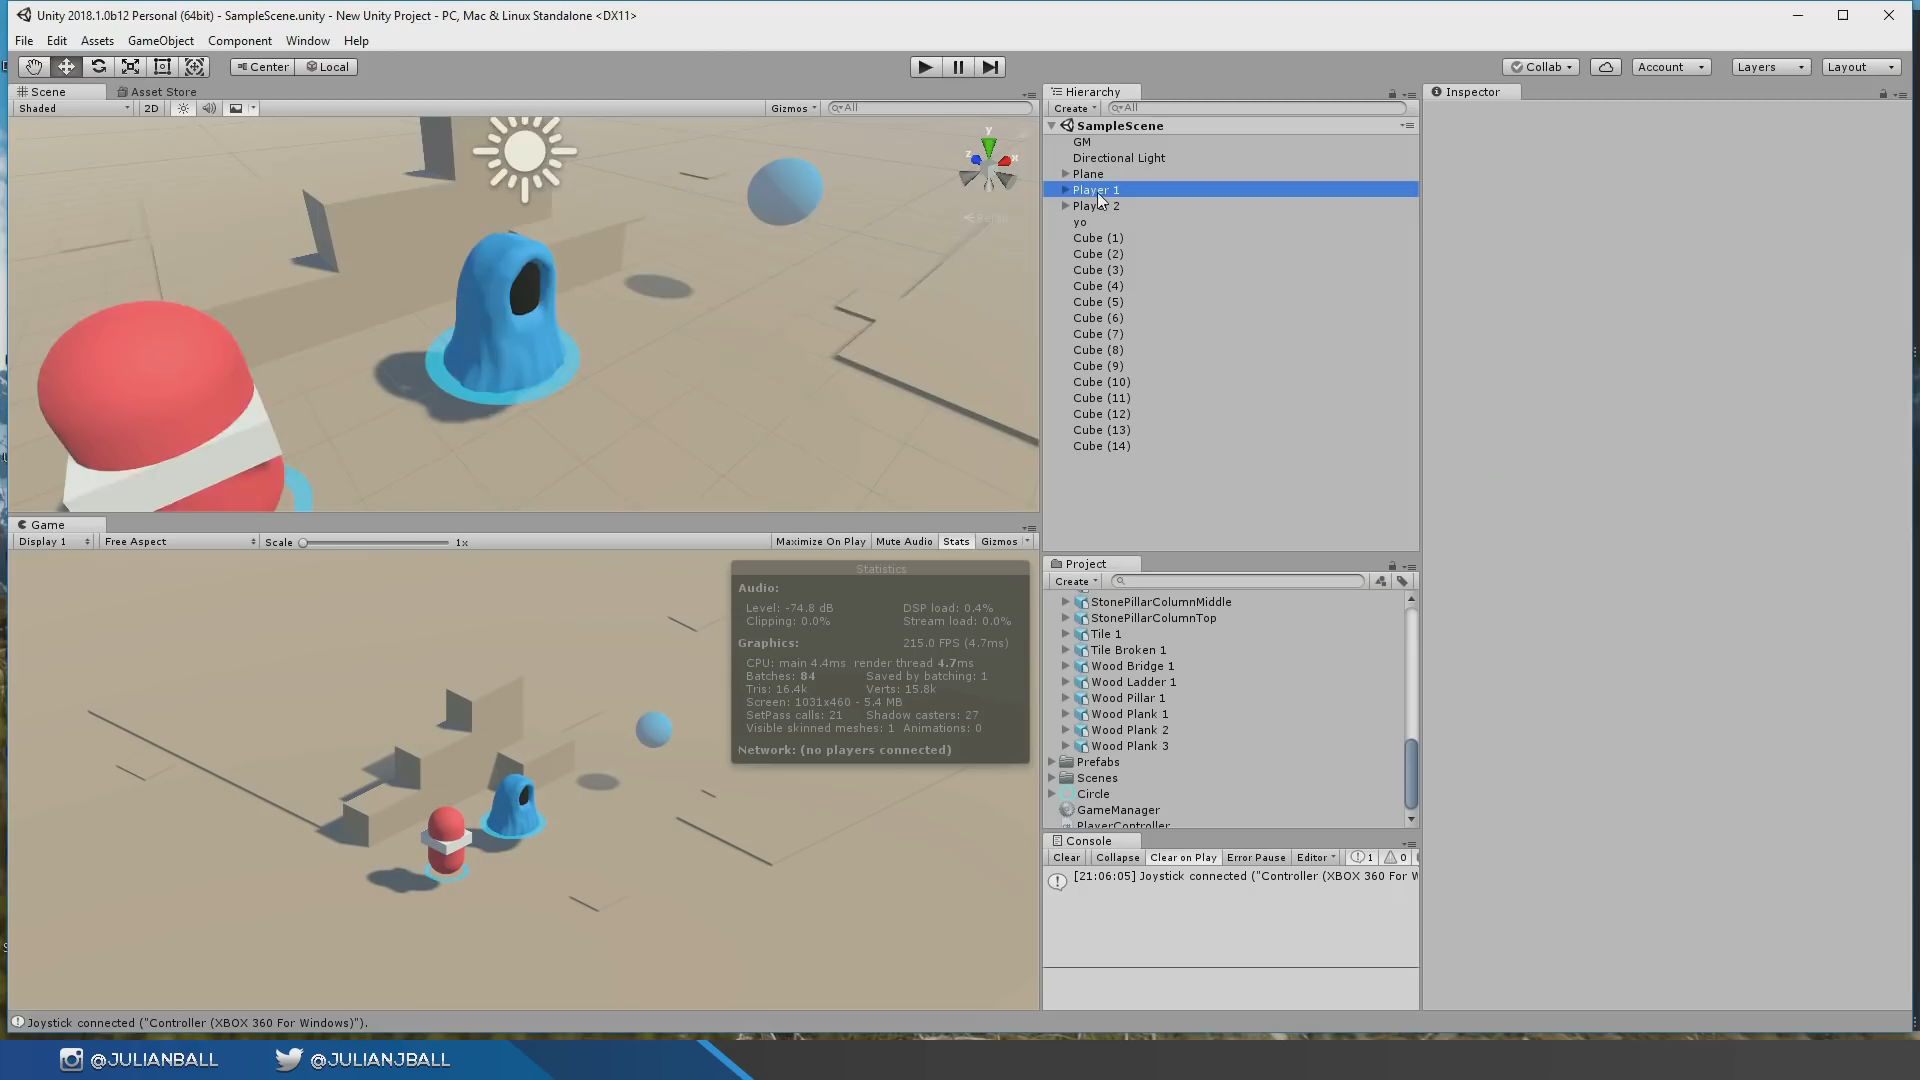 Unity 2018.1.0b12 Personal (64bit) - SampleScene.unity - New Unity Project - PC, Mac & Linux Standalone <DX11>
File Edit Assets GameObject Component Window Help
Center Local Collab Account Layers Layout
Scene Asset Store
Shaded 2D Gizmos All
y
z x
Game
Display 1 Free Aspect Scale 1x Maximize On Play Mute Audio Stats Gizmos
Statistics
Audio:
Level: -74.8 dB DSP load: 0.4%
Clipping: 0.0% Stream load: 0.0%
Graphics: 215.0 FPS (4.7ms)
CPU: main 4.4ms render thread 4.7ms
Batches: 84 Saved by batching: 1
Tris: 16.4k Verts: 15.8k
Screen: 1031x460 - 5.4 MB
SetPass calls: 21 Shadow casters: 27
Visible skinned meshes: 1 Animations: 0
Network: (no players connected)
Hierarchy
Create All
SampleScene
GM
Directional Light
Plane
Player 1
Player 2
yo
Cube (1)
Cube (2)
Cube (3)
Cube (4)
Cube (5)
Cube (6)
Cube (7)
Cube (8)
Cube (9)
Cube (10)
Cube (11)
Cube (12)
Cube (13)
Cube (14)
Project
Create
StonePillarColumnMiddle
StonePillarColumnTop
Tile 1
Tile Broken 1
Wood Bridge 1
Wood Ladder 1
Wood Pillar 1
Wood Plank 1
Wood Plank 2
Wood Plank 3
Prefabs
Scenes
Circle
GameManager
PlayerController
Console
Clear Collapse Clear on Play Error Pause Editor 1 0
[21:06:05] Joystick connected ("Controller (XBOX 360 For W
Inspector
Joystick connected ("Controller (XBOX 360 For Windows)").
@JULIANBALL @JULIANJBALL